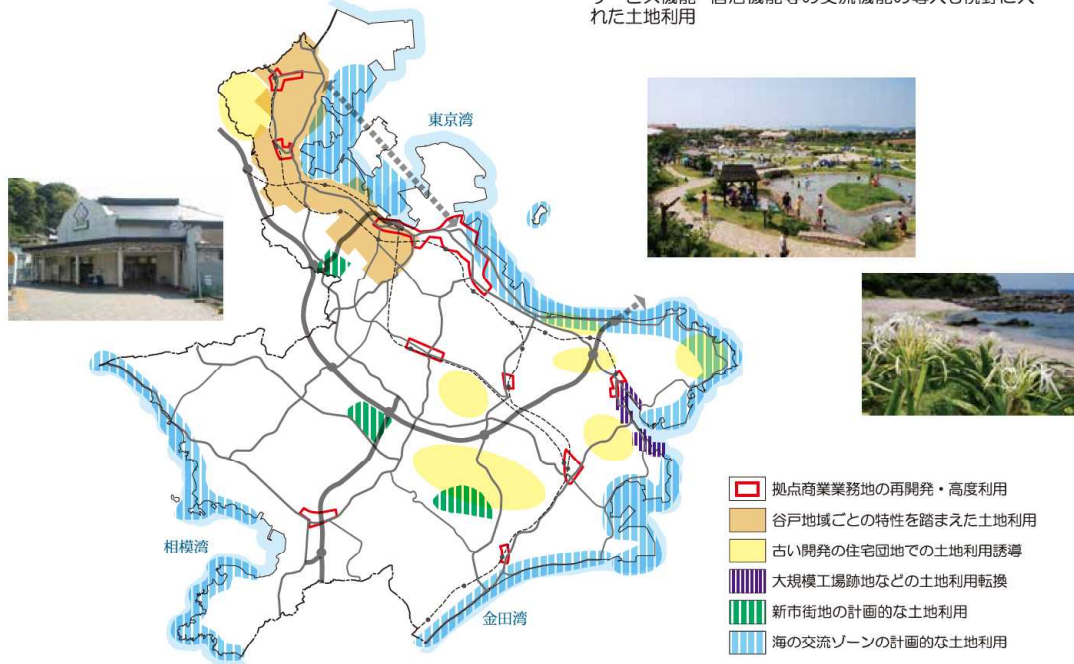 れた土地利用
東京湾
相模湾
金田湾
拠点商業業務地の再開発・高度利用
谷戸地域ごとの特性を踏まえた土地利用
古い開発の住宅団地での土地利用誘導
大規模工場跡地などの土地利用転換
新市街地の計画的な土地利用
海の交流ゾーンの計画的な土地利用